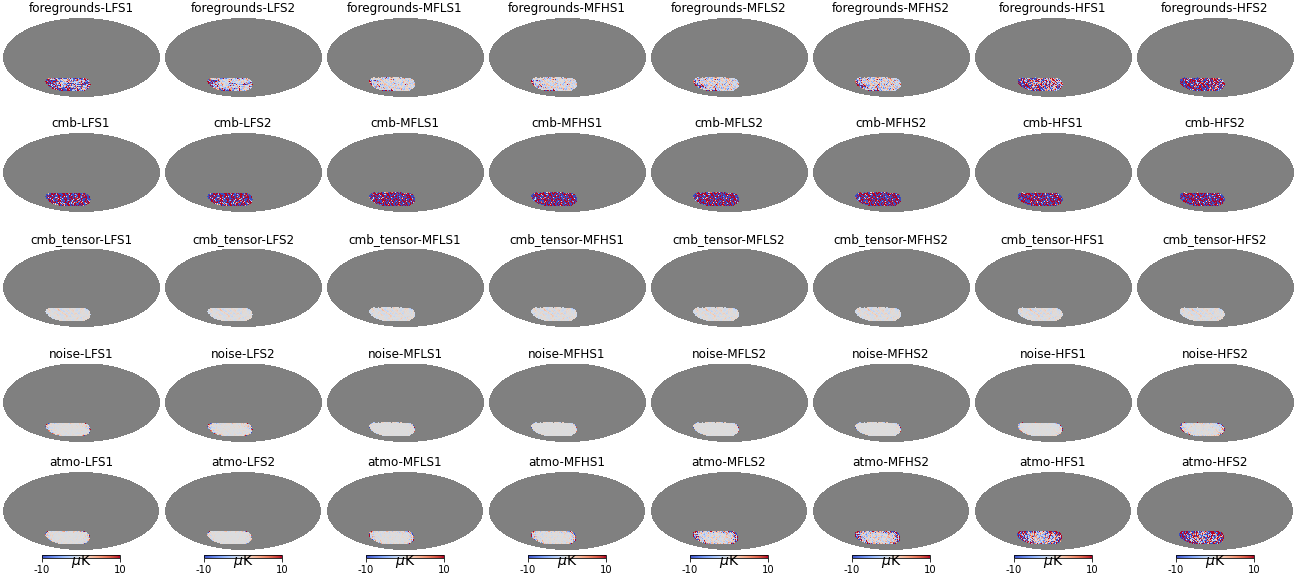 foregrounds-LFS1 foregrounds-LFS2 foregrounds-MFLS1 foregrounds-MFHS1 foregrounds-MFLS2 foregrounds-MFHS2 foregrounds-HFS1 foregrounds-HFS2
cmb-LFS1 cmb-LFS2 cmb-MFLS1 cmb-MFHS1 cmb-MFLS2 cmb-MFHS2 cmb-HFS1 cmb-HFS2
cmb_tensor-LFS1 cmb_tensor-LFS2 cmb_tensor-MFLS1 cmb_tensor-MFHS1 cmb_tensor-MFLS2 cmb_tensor-MFHS2 cmb_tensor-HFS1 cmb_tensor-HFS2
noise-LFS1 noise-LFS2 noise-MFLS1 noise-MFHS1 noise-MFLS2 noise-MFHS2 noise-HFS1 noise-HFS2
atmo-LFS1 atmo-LFS2 atmo-MFLS1 atmo-MFHS1 atmo-MFLS2 atmo-MFHS2 atmo-HFS1 atmo-HFS2
-10 μK 10 -10 μK 10 -10 μK 10 -10 μK 10 -10 μK 10 -10 μK 10 -10 μK 10 -10 μK 10